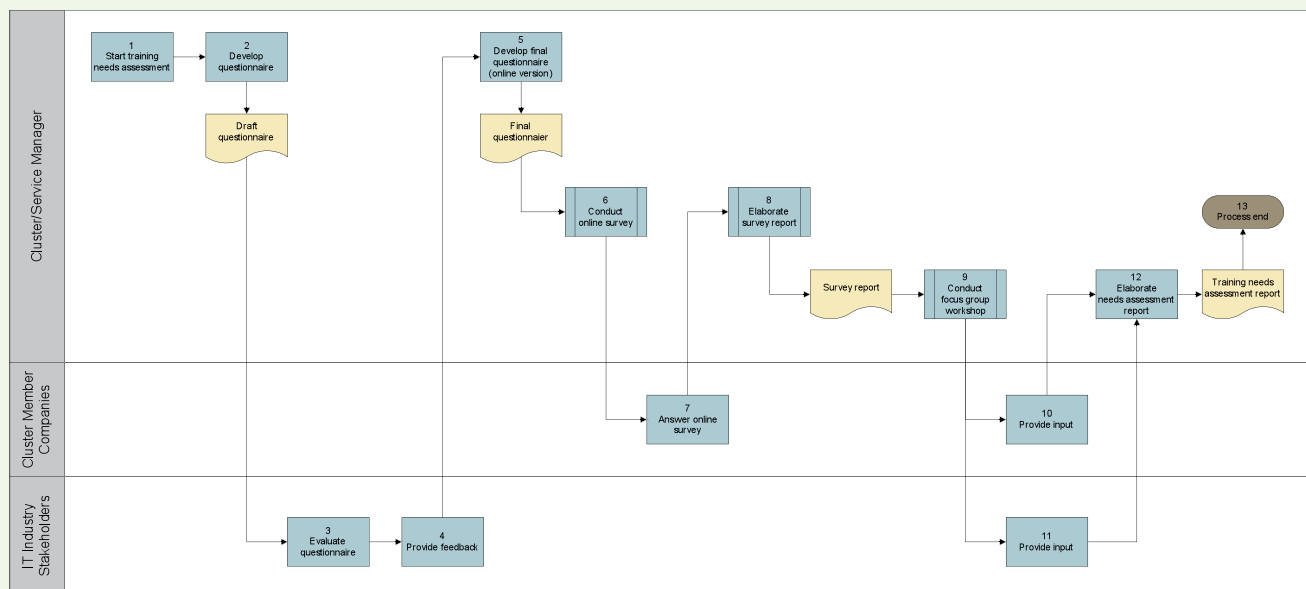 Cluster/Service Manager
1
Start training
needs assessment
2
Develop
questionnaire
Draft
questionnaire
5
Develop final
questionnaire
(online version)
Final
questionnaier
6
Conduct
online survey
8
Elaborate
survey report
Survey report
9
Conduct
focus group
workshop
12
Elaborate
needs assessment
report
13
Process end
Training needs
assessment report
Cluster Member
Companies
7
Answer online
survey
10
Provide input
IT Industry
Stakeholders
3
Evaluate
questionnaire
4
Provide feedback
11
Provide input